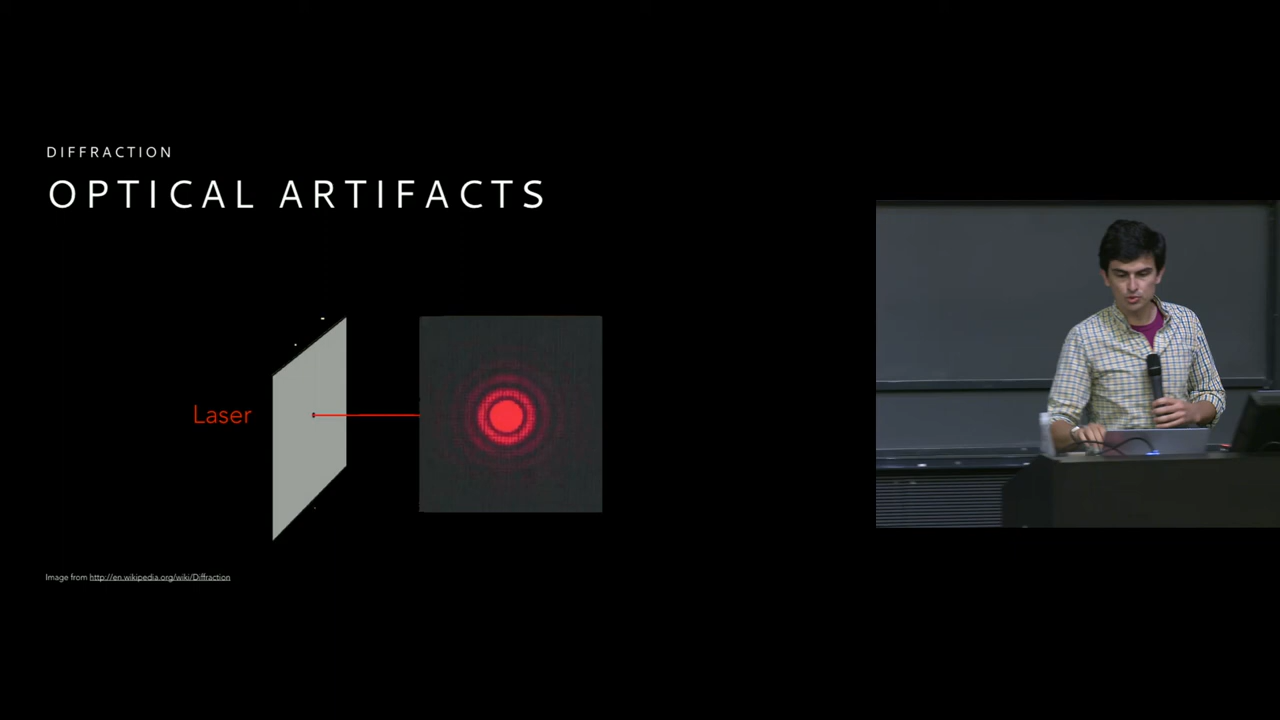 DIFFRACTION
OPTICAL ARTIFACTS
Laser
Image from http://en.wikipedia.org/wiki/Diffraction